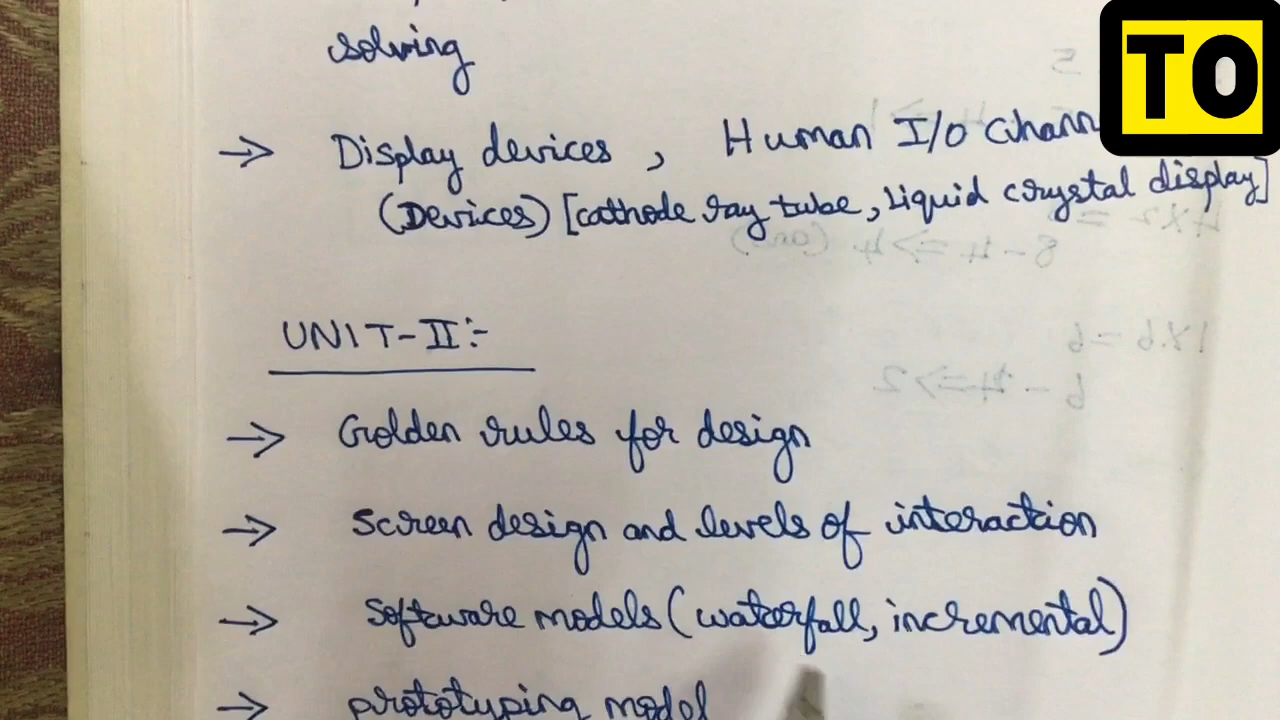 TO
solving
→ Display devices, Human I/O Chann
(Devices) [cathode ray tube, Liquid crystal display]
UNIT-II:-
→ Golden rules for design
→ screen design and levels of interaction
→ software models (waterfall, incremental)
→ prototyping model